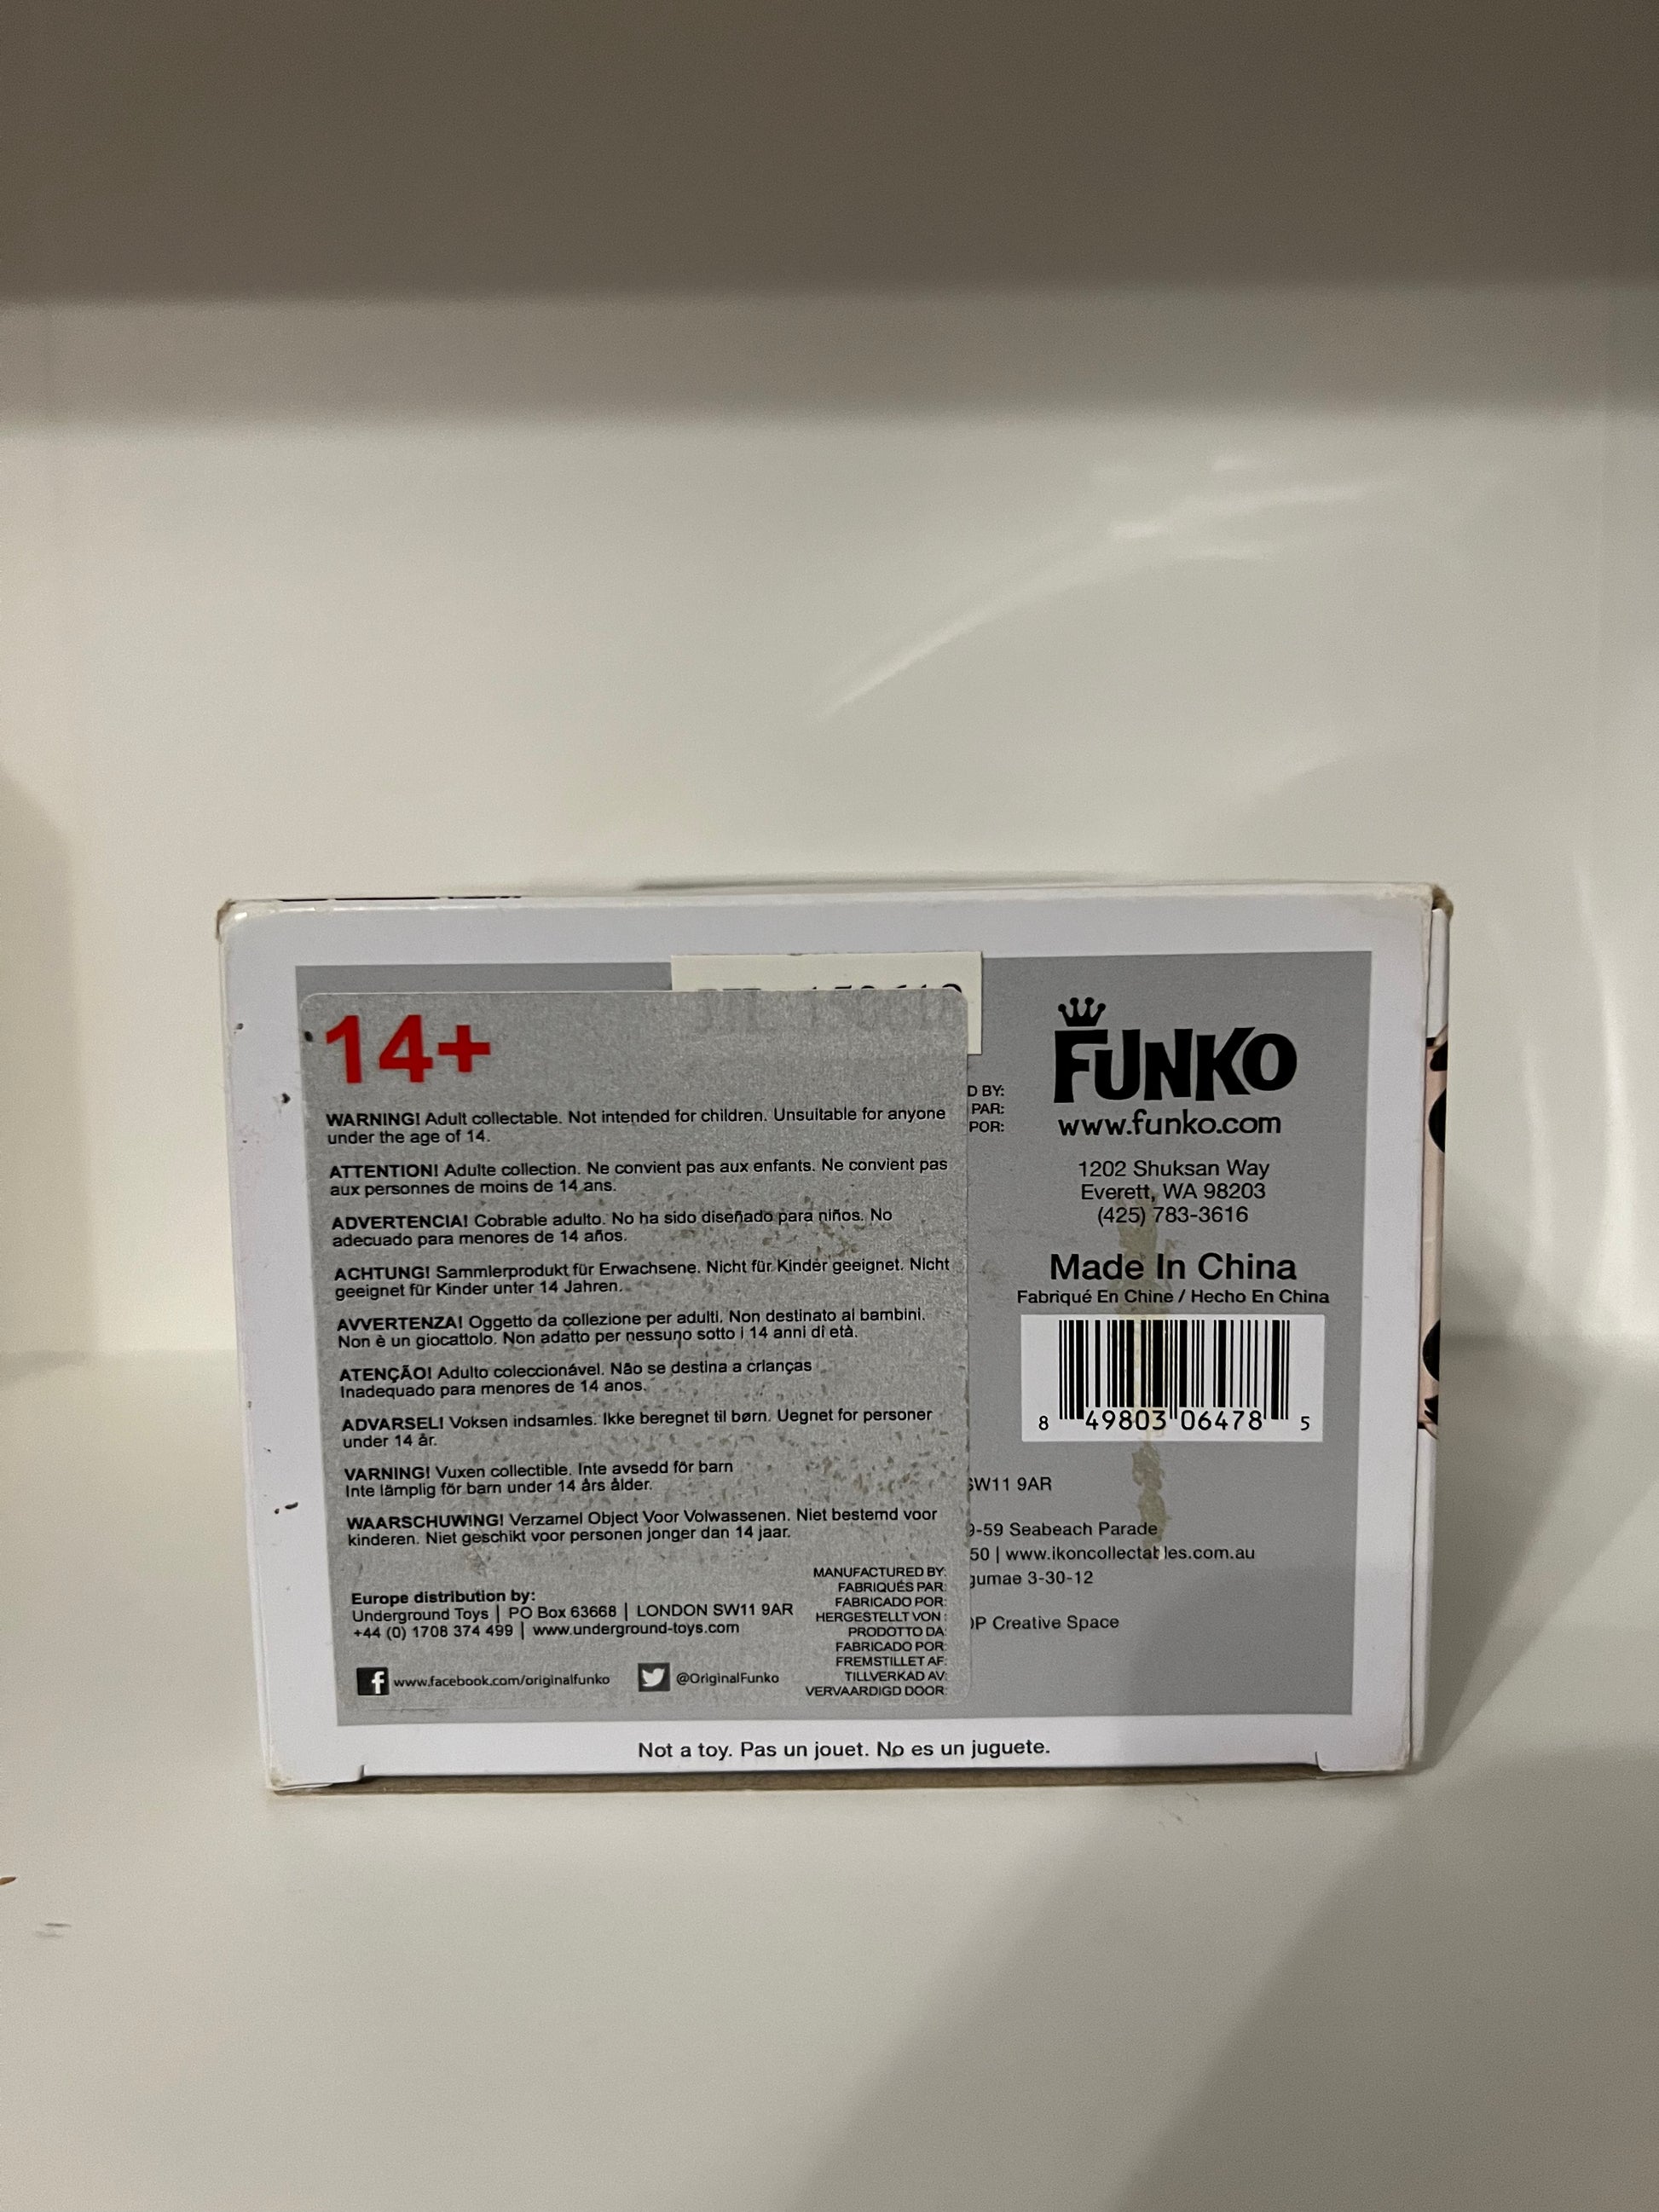 14+
WARNING! Adult collectable. Not intended for children. Unsuitable for anyone
under the age of 14.
ATTENTION! Adulte collection. Ne convient pas aux enfants. Ne convient pas
aux personnes de moins de 14 ans.
ADVERTENCIA! Cobrable adulto. No ha sido diseñado para niños. No
adecuado para menores de 14 años.
ACHTUNG! Sammlerprodukt für Erwachsene. Nicht für Kinder geeignet. Nicht
geeignet für Kinder unter 14 Jahren.
AVVERTENZA! Oggetto da collezione per adulti. Non destinato ai bambini.
Non è un giocattolo. Non adatto per nessuno sotto i 14 anni di età.
ATENÇÃO! Adulto coleccionável. Não se destina a crianças
Inadequado para menores de 14 anos.
ADVARSEL! Voksen indsamles. Ikke beregnet til børn. Uegnet for personer
under 14 år.
VARNING! Vuxen collectible. Inte avsedd för barn
Inte lämplig för barn under 14 års ålder.
WAARSCHUWING! Verzamel Object Voor Volwassenen. Niet bestemd voor
kinderen. Niet geschikt voor personen jonger dan 14 jaar.
Europe distribution by:
Underground Toys | PO Box 63668 | LONDON SW11 9AR
+44 (0) 1708 374 499 | www.underground-toys.com
www.facebook.com/originalfunko @OriginalFunko
MANUFACTURED BY:
FABRIQUÉS PAR:
FABRICADO POR:
HERGESTELLT VON :
PRODOTTO DA:
FABRICADO POR:
FREMSTILLET AF:
TILLVERKAD AV:
VERVAARDIGD DOOR:
D BY:
PAR:
POR:
FUNKO
www.funko.com
1202 Shuksan Way
Everett, WA 98203
(425) 783-3616
Made In China
Fabriqué En Chine / Hecho En China
8 49803 06478 5
SW11 9AR
9-59 Seabeach Parade
50 | www.ikoncollectables.com.au
gumae 3-30-12
OP Creative Space
Not a toy. Pas un jouet. No es un juguete.